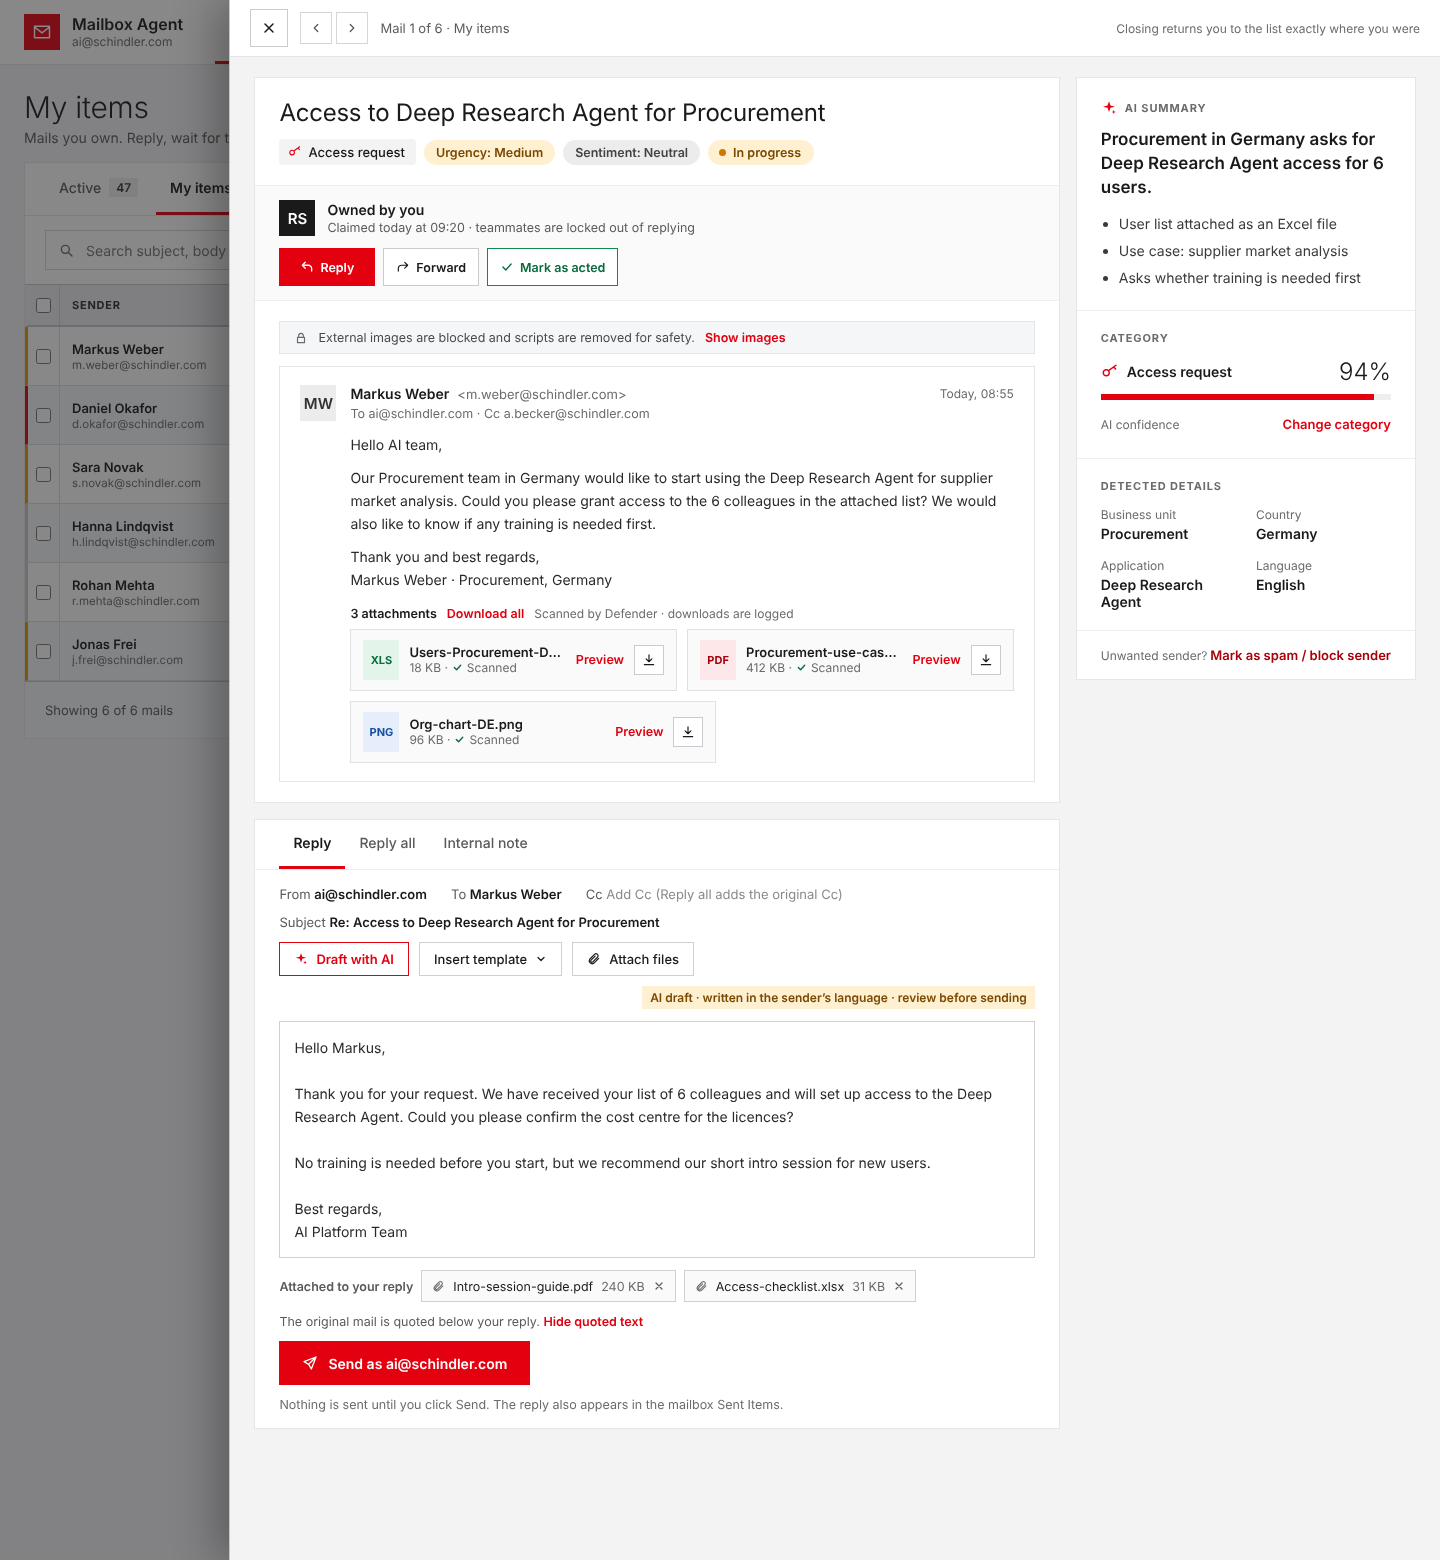 Mailbox Agent
ai@schindler.com
My items
Mails you own. Reply, wait for t
Active 47 My items
Search subject, body
SENDER
Markus Weber
m.weber@schindler.com
Daniel Okafor
d.okafor@schindler.com
Sara Novak
s.novak@schindler.com
Hanna Lindqvist
h.lindqvist@schindler.com
Rohan Mehta
r.mehta@schindler.com
Jonas Frei
j.frei@schindler.com
Showing 6 of 6 mails
Mail 1 of 6 · My items
Closing returns you to the list exactly where you were
Access to Deep Research Agent for Procurement
Access request Urgency: Medium Sentiment: Neutral In progress
RS
Owned by you
Claimed today at 09:20 · teammates are locked out of replying
Reply Forward Mark as acted
External images are blocked and scripts are removed for safety. Show images
MW
Markus Weber <m.weber@schindler.com> Today, 08:55
To ai@schindler.com · Cc a.becker@schindler.com
Hello AI team,
Our Procurement team in Germany would like to start using the Deep Research Agent for supplier
market analysis. Could you please grant access to the 6 colleagues in the attached list? We would
also like to know if any training is needed first.
Thank you and best regards,
Markus Weber · Procurement, Germany
3 attachments Download all Scanned by Defender · downloads are logged
XLS Users-Procurement-D... Preview
18 KB · Scanned
PDF Procurement-use-cas... Preview
412 KB · Scanned
PNG Org-chart-DE.png Preview
96 KB · Scanned
Reply Reply all Internal note
From ai@schindler.com To Markus Weber Cc Add Cc (Reply all adds the original Cc)
Subject Re: Access to Deep Research Agent for Procurement
Draft with AI Insert template Attach files
AI draft · written in the sender’s language · review before sending
Hello Markus,
Thank you for your request. We have received your list of 6 colleagues and will set up access to the Deep
Research Agent. Could you please confirm the cost centre for the licences?
No training is needed before you start, but we recommend our short intro session for new users.
Best regards,
AI Platform Team
Attached to your reply Intro-session-guide.pdf 240 KB Access-checklist.xlsx 31 KB
The original mail is quoted below your reply. Hide quoted text
Send as ai@schindler.com
Nothing is sent until you click Send. The reply also appears in the mailbox Sent Items.
AI SUMMARY
Procurement in Germany asks for
Deep Research Agent access for 6
users.
• User list attached as an Excel file
• Use case: supplier market analysis
• Asks whether training is needed first
CATEGORY
Access request 94%
AI confidence Change category
DETECTED DETAILS
Business unit Country
Procurement Germany
Application Language
Deep Research English
Agent
Unwanted sender? Mark as spam / block sender